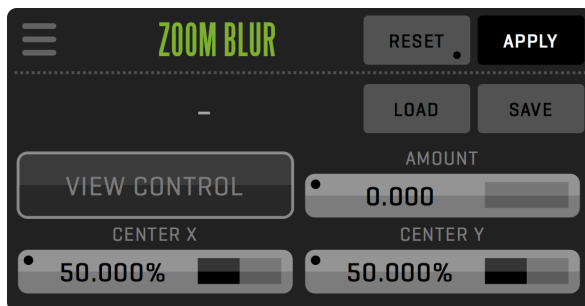 ZOOM BLUR
RESET
APPLY
-
LOAD
SAVE
VIEW CONTROL
AMOUNT
0.000
CENTER X
CENTER Y
50.000%
50.000%